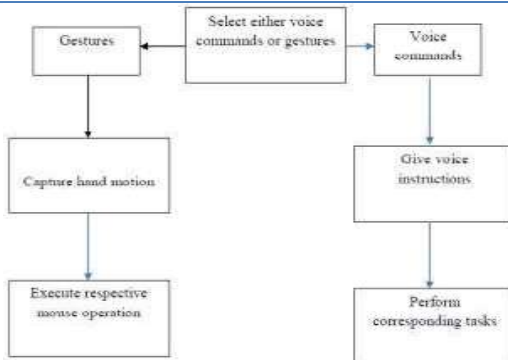 Select either voice
commands or gestures
Gestures
Voice
commands
Capture hand motion
Give voice
instructions
Execute respective
mouse operation
Perform
corresponding tasks